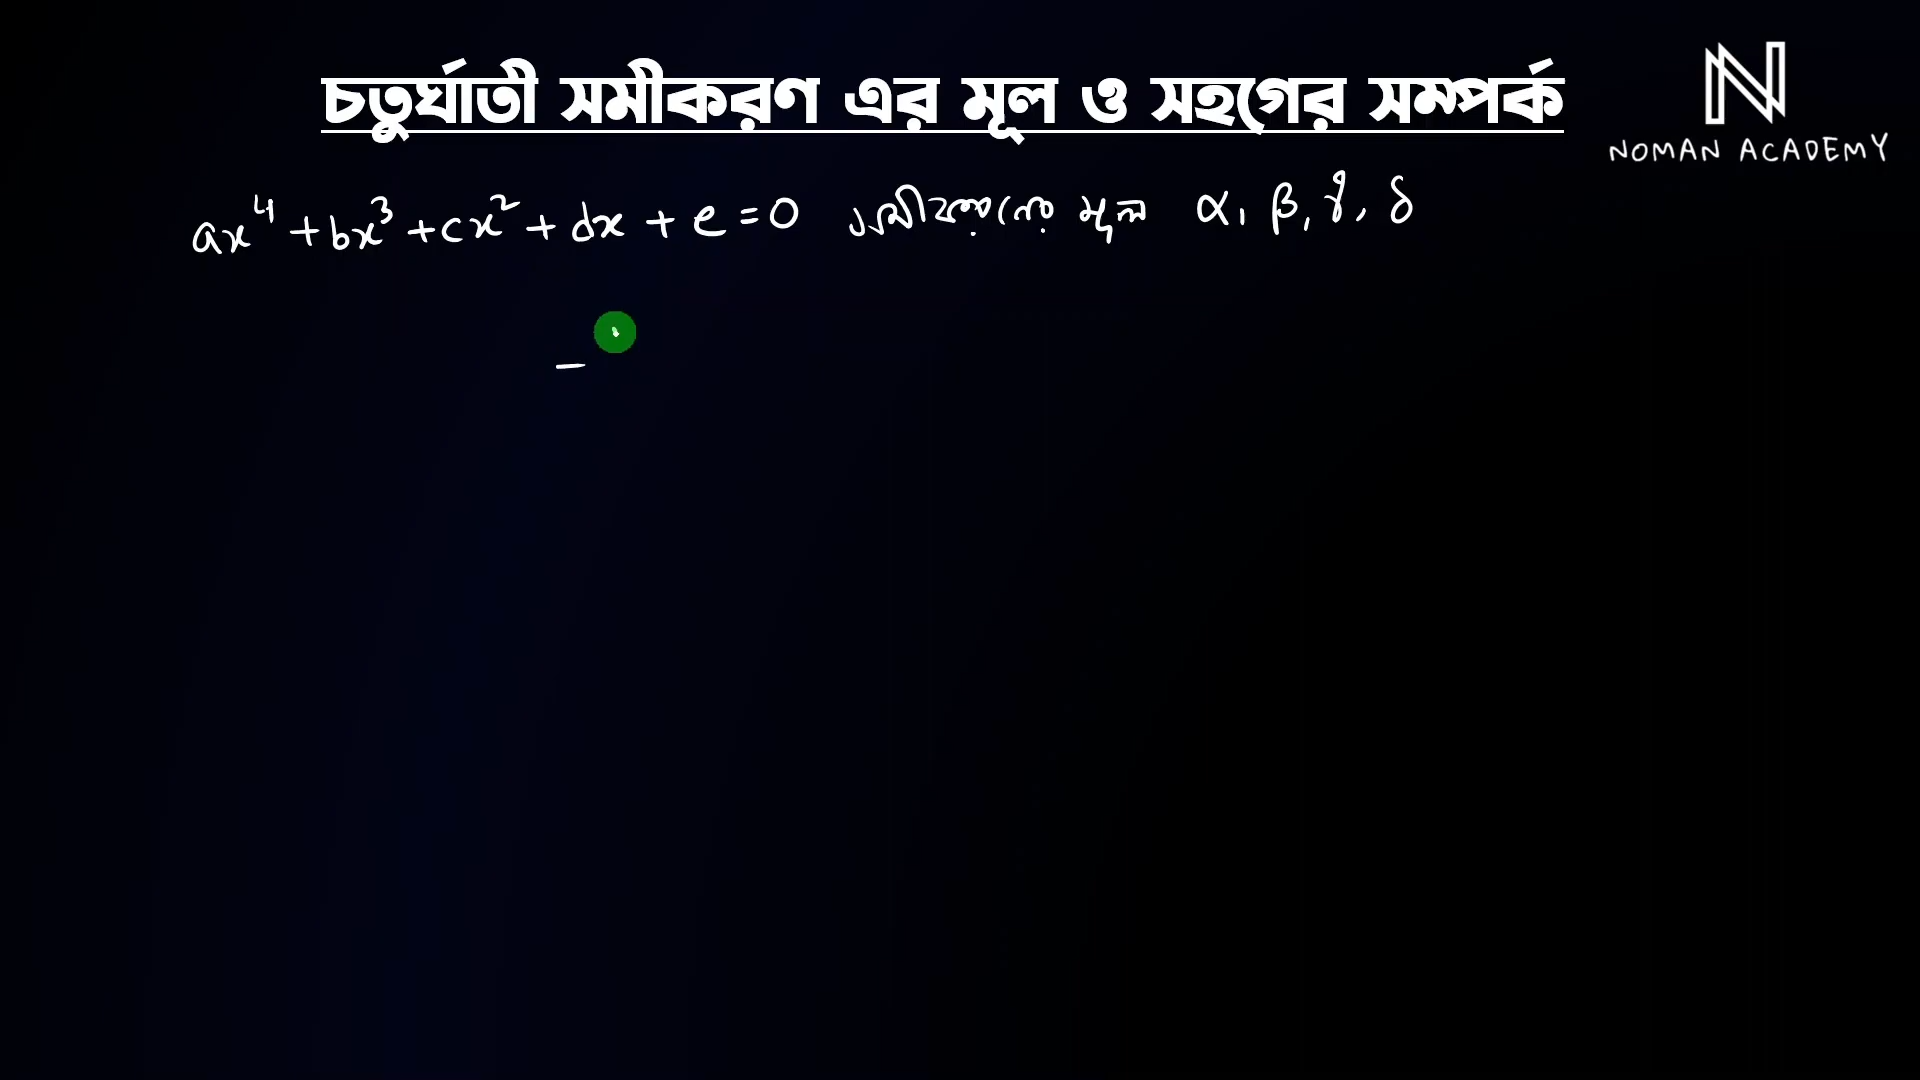 চতুর্ঘাতী সমীকরণ এর মূল ও সহগের সম্পর্ক
NOMAN ACADEMY
ax⁴ + bx³ + cx² + dx + e = 0 সমীকরণের মূল α, β, γ, δ